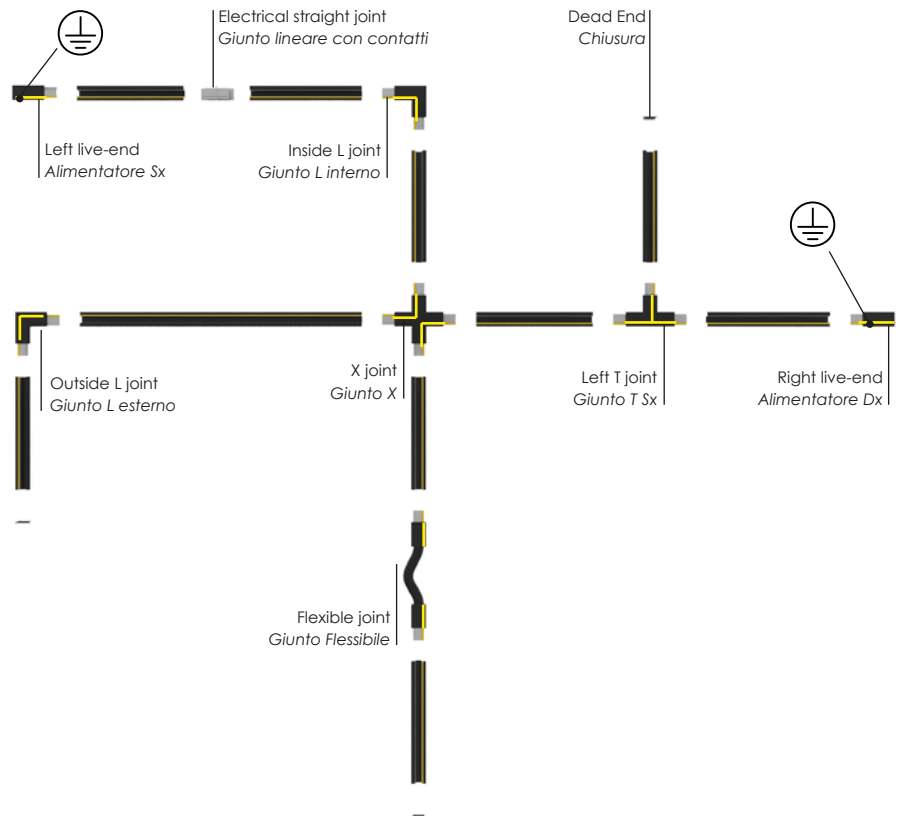 Electrical straight joint
Giunto lineare con contatti
Dead End
Chiusura
Left live-end
Alimentatore Sx
Inside L joint
Giunto L interno
Outside L joint
Giunto L esterno
X joint
Giunto X
Left T joint
Giunto T Sx
Right live-end
Alimentatore Dx
Flexible joint
Giunto Flessibile